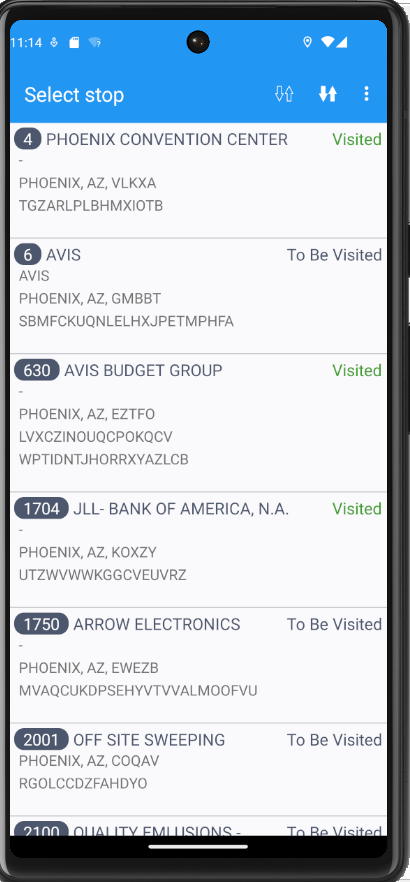 11:14
Select stop
4 PHOENIX CONVENTION CENTER Visited
-
PHOENIX, AZ, VLKXA
TGZARLPLBHMXIOTB
6 AVIS To Be Visited
AVIS
PHOENIX, AZ, GMBBT
SBMFCKUQNLELHXJPETMPHFA
630 AVIS BUDGET GROUP Visited
-
PHOENIX, AZ, EZTFO
LVXCZINOUQCPOKQCV
WPTIDNTJHORRXYAZLCB
1704 JLL- BANK OF AMERICA, N.A. Visited
-
PHOENIX, AZ, KOXZY
UTZWVWWKGGCVEUVRZ
1750 ARROW ELECTRONICS To Be Visited
-
PHOENIX, AZ, EWEZB
MVAQCUKDPSEHYVTVVALMOOFVU
2001 OFF SITE SWEEPING To Be Visited
PHOENIX, AZ, COQAV
RGOLCCDZFAHDYO
2100 QUALITY EMLUSIONS - To Be Visited